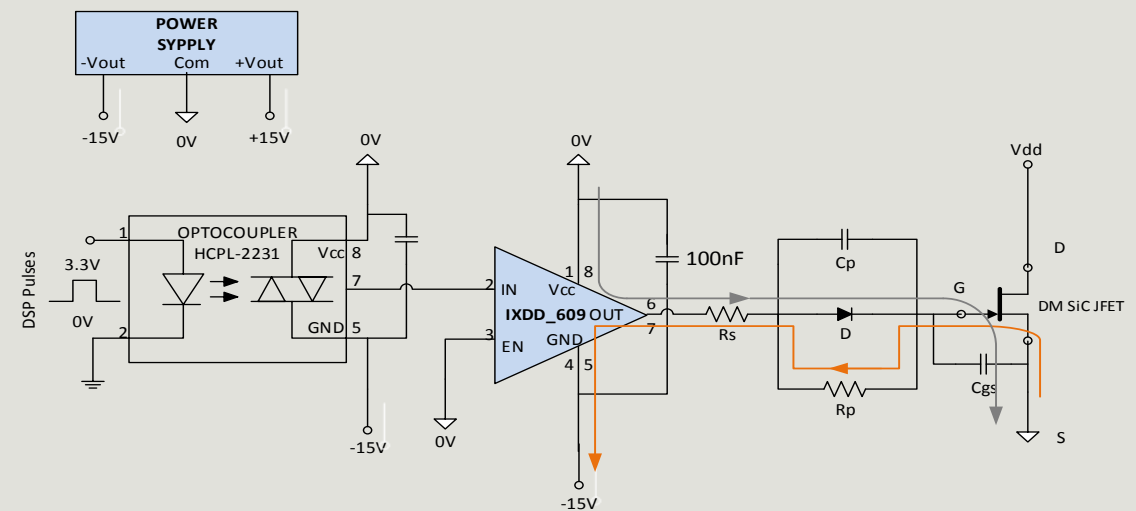 POWER
SYPPLY
-Vout Com +Vout
-15V 0V +15V
0V
0V
Vdd
DSP Pulses
3.3V
0V
1
2
OPTOCOUPLER
HCPL-2231
Vcc 8
7
GND 5
-15V
2 IN
3 EN
0V
1 8
Vcc
IXDD_609 OUT
GND
4 5
6
7
100nF
-15V
Rs
Cp
D
Rp
G
D
DM SiC JFET
Cgs
S